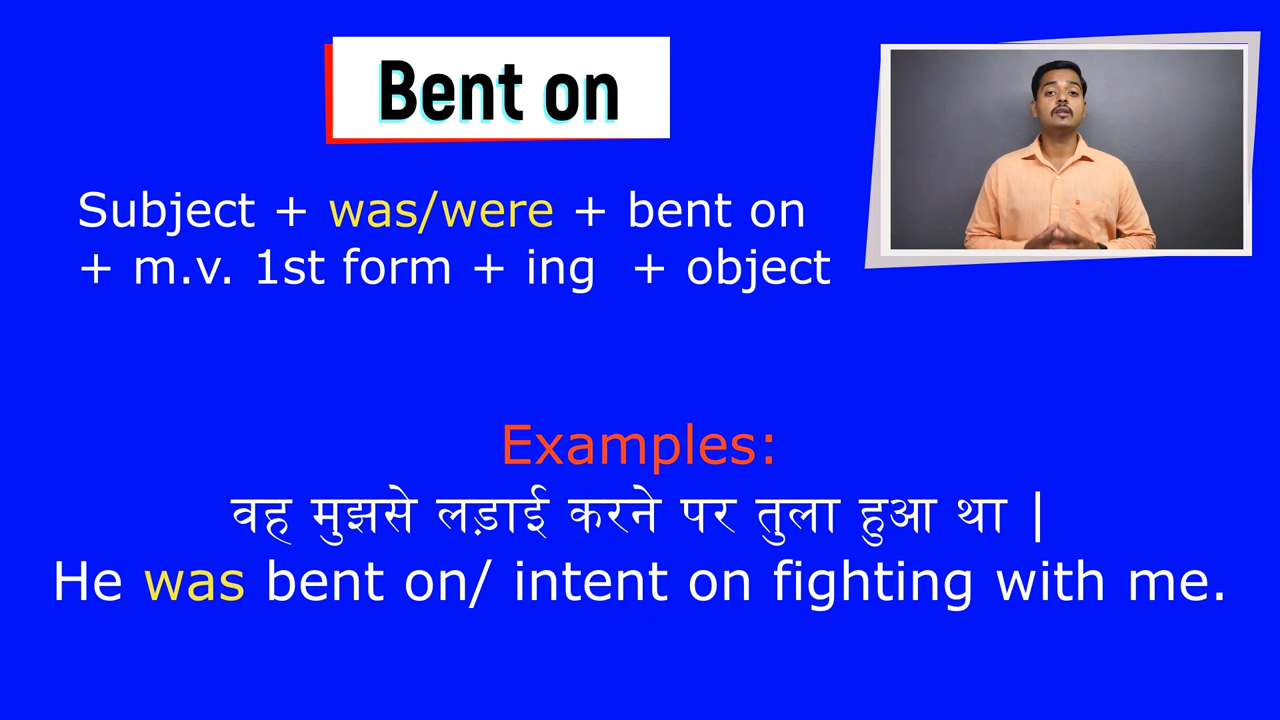 Bent on
Subject + was/were + bent on
+ m.v. 1st form + ing + object
Examples:
वह मुझसे लड़ाई करने पर तुला हुआ था |
He was bent on/ intent on fighting with me.